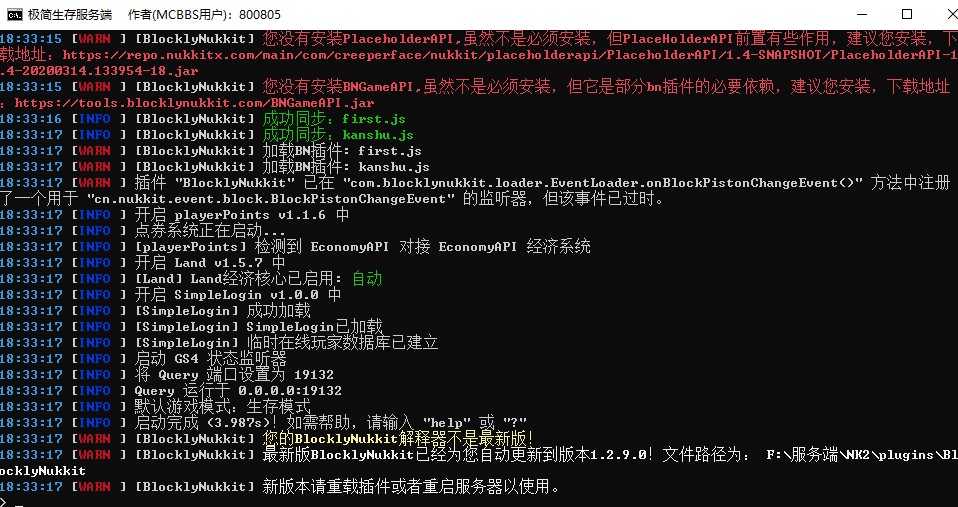 极简生存服务端 作者(MCBBS用户)：800805
18:33:15 [WARN ] [BlocklyNukkit] 您没有安装PlaceholderAPI,虽然不是必须安装，但PlaceHolderAPI前置有些作用，建议您安装，下
载地址：https://repo.nukkitx.com/main/com/creeperface/nukkit/placeholderapi/PlaceholderAPI/1.4-SNAPSHOT/PlaceholderAPI-1
.4-20200314.133954-18.jar
18:33:15 [WARN ] [BlocklyNukkit] 您没有安装BNGameAPI,虽然不是必须安装，但它是部分bn插件的必要依赖，建议您安装，下载地址
：https://tools.blocklynukkit.com/BNGameAPI.jar
18:33:16 [INFO ] [BlocklyNukkit] 成功同步：first.js
18:33:17 [INFO ] [BlocklyNukkit] 成功同步：kanshu.js
18:33:17 [WARN ] [BlocklyNukkit] 加载BN插件: first.js
18:33:17 [WARN ] [BlocklyNukkit] 加载BN插件: kanshu.js
18:33:17 [WARN ] 插件 "BlocklyNukkit" 已在 "com.blocklynukkit.loader.EventLoader.onBlockPistonChangeEvent()" 方法中注册
了一个用于 "cn.nukkit.event.block.BlockPistonChangeEvent" 的监听器，但该事件已过时。
18:33:17 [INFO ] 开启 playerPoints v1.1.6 中
18:33:17 [INFO ] 点券系统正在启动...
18:33:17 [INFO ] [playerPoints] 检测到 EconomyAPI 对接 EconomyAPI 经济系统
18:33:17 [INFO ] 开启 Land v1.5.7 中
18:33:17 [INFO ] [Land] Land经济核心已启用: 自动
18:33:17 [INFO ] 开启 SimpleLogin v1.0.0 中
18:33:17 [INFO ] [SimpleLogin] 成功加载
18:33:17 [INFO ] [SimpleLogin] SimpleLogin已加载
18:33:17 [INFO ] [SimpleLogin] 临时在线玩家数据库已建立
18:33:17 [INFO ] 启动 GS4 状态监听器
18:33:17 [INFO ] 将 Query 端口设置为 19132
18:33:17 [INFO ] Query 运行于 0.0.0.0:19132
18:33:17 [INFO ] 默认游戏模式：生存模式
18:33:17 [INFO ] 启动完成 (3.987s)! 如需帮助，请输入 "help" 或 "?"
18:33:17 [WARN ] [BlocklyNukkit] 您的BlocklyNukkit解释器不是最新版!
18:33:17 [WARN ] [BlocklyNukkit] 最新版BlocklyNukkit已经为您自动更新到版本1.2.9.0! 文件路径为： F:\服务端\NK2\plugins\Bl
ocklyNukkit
18:33:17 [WARN ] [BlocklyNukkit] 新版本请重载插件或者重启服务器以使用。
> _